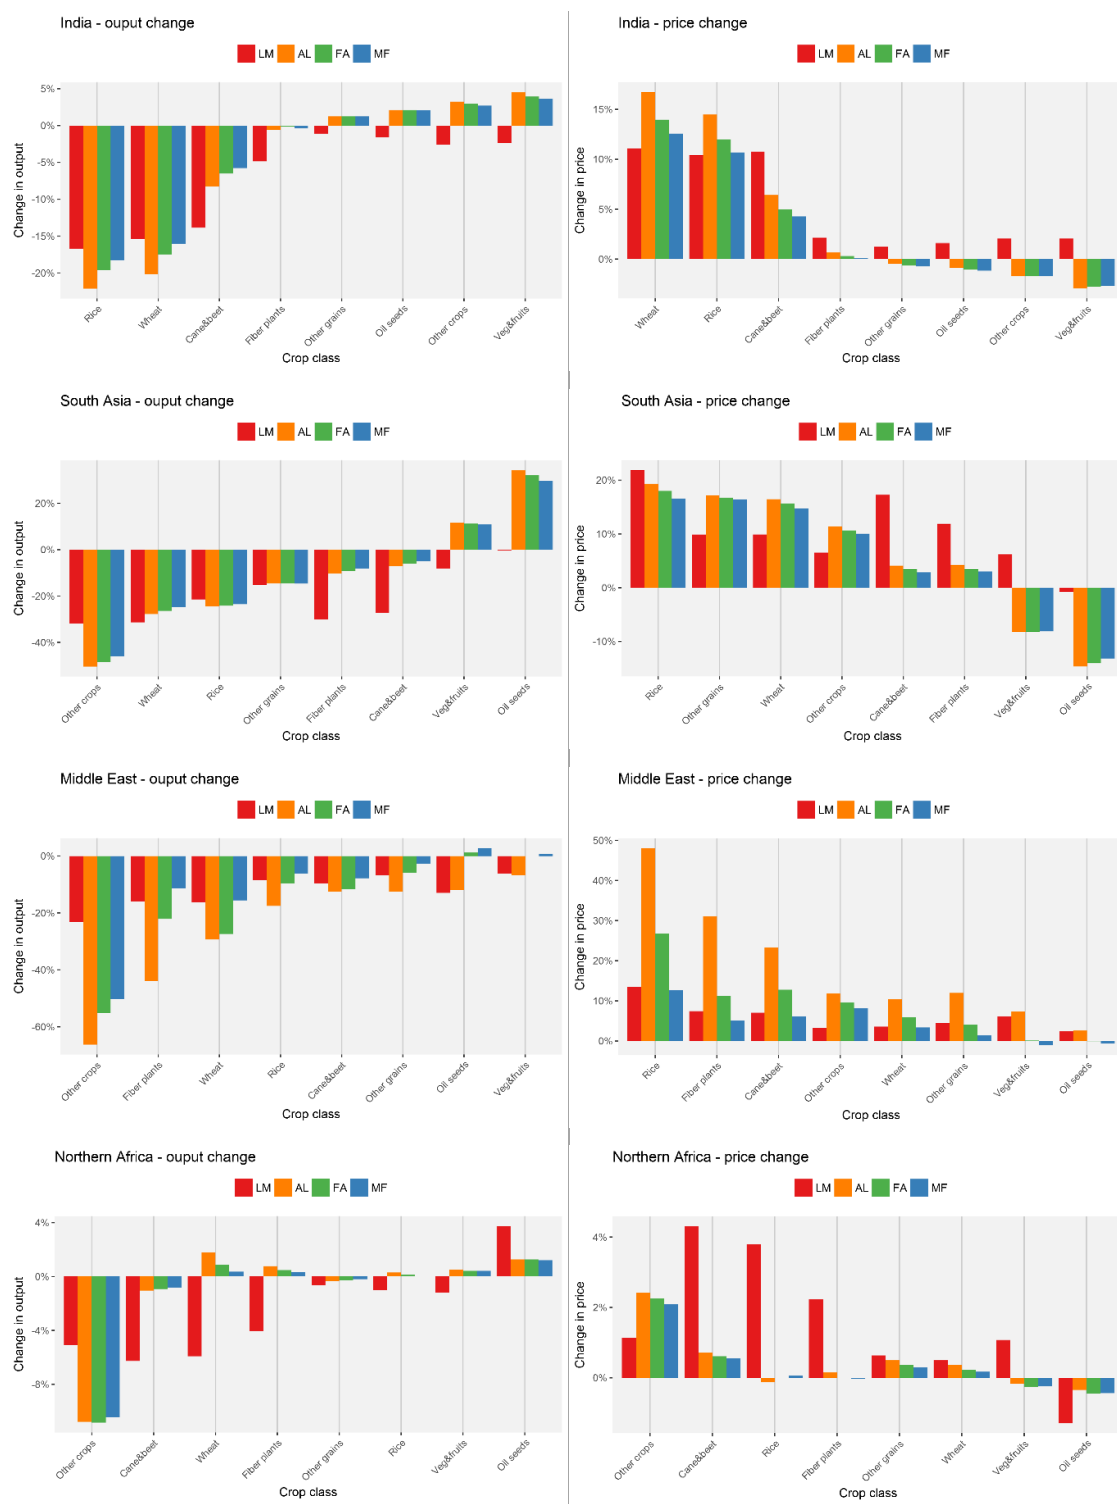 India - ouput change
LM AL FA MF
5%
0%
-5%
-10%
-15%
-20%
Change in output
Rice Wheat Cane&beet Fiber plants Other grains Oil seeds Other crops Veg&fruits
Crop class
India - price change
LM AL FA MF
15%
10%
5%
0%
Change in price
Wheat Rice Cane&beet Fiber plants Other grains Oil seeds Other crops Veg&fruits
Crop class
South Asia - ouput change
LM AL FA MF
20%
0%
-20%
-40%
Change in output
Other crops Wheat Rice Other grains Fiber plants Cane&beet Veg&fruits Oil seeds
Crop class
South Asia - price change
LM AL FA MF
20%
10%
0%
-10%
Change in price
Rice Other grains Wheat Other crops Cane&beet Fiber plants Veg&fruits Oil seeds
Crop class
Middle East - ouput change
LM AL FA MF
0%
-20%
-40%
-60%
Change in output
Other crops Fiber plants Wheat Rice Cane&beet Other grains Oil seeds Veg&fruits
Crop class
Middle East - price change
LM AL FA MF
50%
40%
30%
20%
10%
0%
Change in price
Rice Fiber plants Cane&beet Other crops Wheat Other grains Veg&fruits Oil seeds
Crop class
Northern Africa - ouput change
LM AL FA MF
4%
0%
-4%
-8%
Change in output
Other crops Cane&beet Wheat Fiber plants Other grains Rice Veg&fruits Oil seeds
Crop class
Northern Africa - price change
LM AL FA MF
4%
2%
0%
Change in price
Other crops Cane&beet Rice Fiber plants Other grains Wheat Veg&fruits Oil seeds
Crop class